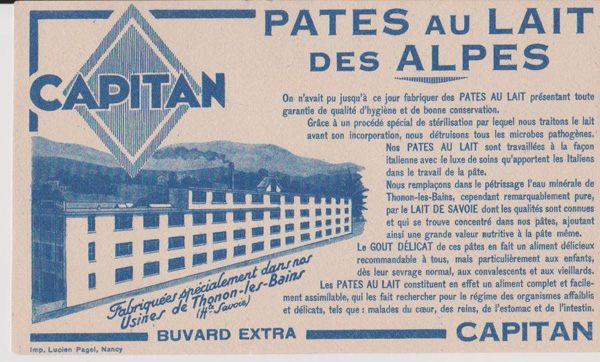 PATES AU LAIT
DES ALPES
CAPITAN
On n'avait pu jusqu'à ce jour fabriquer des PATES AU LAIT présentant toute
garantie de qualité d'hygiène et de bonne conservation.
Grâce à un procédé spécial de stérilisation par lequel nous traitons le lait
avant son incorporation, nous détruisons tous les microbes pathogènes.
Nos PATES AU LAIT sont travaillées à la façon
italienne avec le luxe de soins qu'apportent les Italiens
dans le travail de la pâte.
Nous remplaçons dans le pétrissage l'eau minérale de
Thonon-les-Bains, cependant remarquablement pure,
par le LAIT DE SAVOIE dont les qualités sont connues
et qui se trouve concentré dans nos pâtes, ajoutant
ainsi une grande valeur nutritive à la pâte même.
Le GOUT DÉLICAT de ces pâtes en fait un aliment délicieux
recommandable à tous, mais particulièrement aux enfants,
dès leur sevrage normal, aux convalescents et aux vieillards.
Les PATES AU LAIT constituent en effet un aliment complet et facile-
ment assimilable, qui les fait rechercher pour le régime des organismes affaiblis
et délicats, tels que : malades du cœur, des reins, de l'estomac et de l'intestin.
Fabriquées spécialement dans nos
Usines de Thonon-les-Bains
(Hte Savoie)
BUVARD EXTRA
CAPITAN
Imp. Lucien Pagel, Nancy